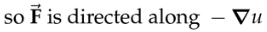 so F⃗ is directed along − ∇u